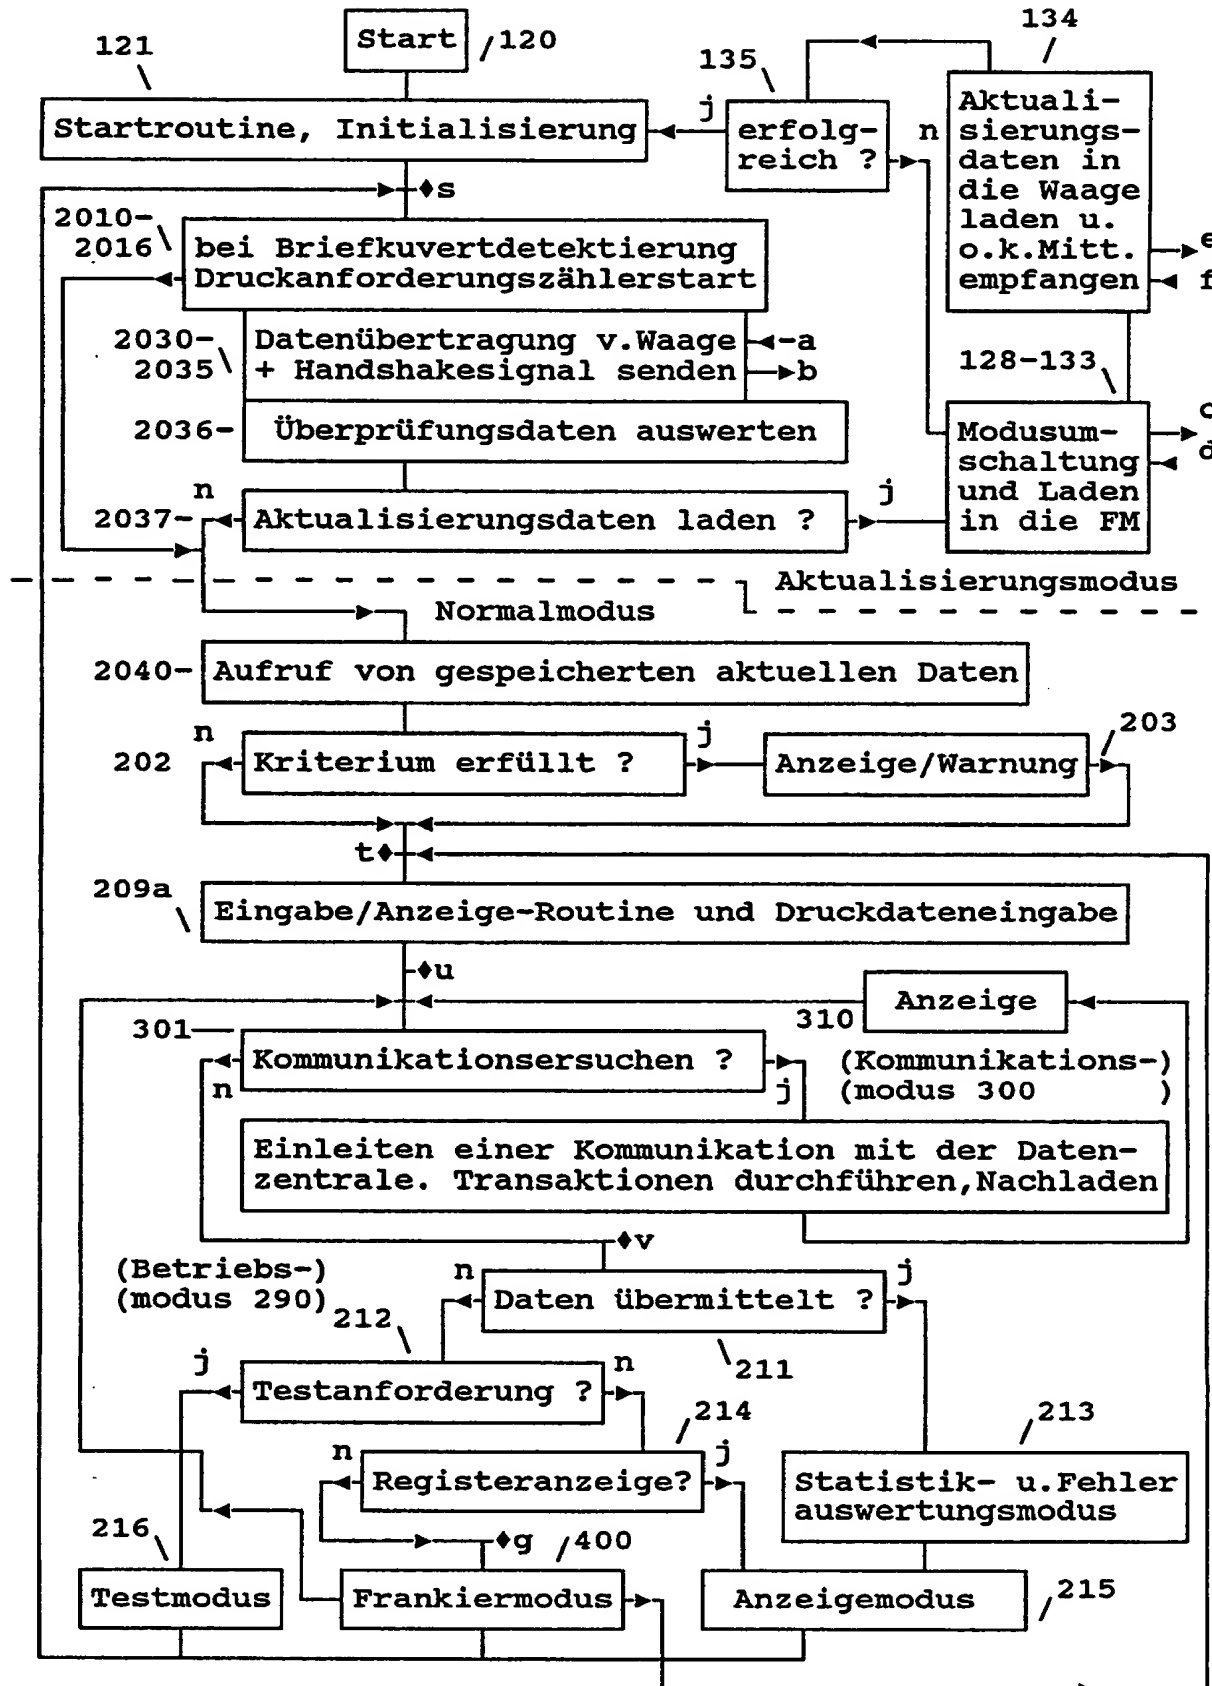 Start
120
121
134
135
Startroutine, Initialisierung
j
erfolg-
reich ?
n
Aktuali-
sierungs-
daten in
die Waage
laden u.
o.k.Mitt.
empfangen
e
f
♦s
2010-
2016
bei Briefkuvertdetektierung
Druckanforderungszählerstart
2030-
2035
Datenübertragung v.Waage
+ Handshakesignal senden
-a
b
128-133
2036-
Überprüfungsdaten auswerten
Modusum-
schaltung
und Laden
in die FM
c
d
n
2037-
Aktualisierungsdaten laden ?
j
Aktualisierungsmodus
Normalmodus
2040-
Aufruf von gespeicherten aktuellen Daten
n
202
Kriterium erfüllt ?
j
Anzeige/Warnung
203
t♦
209a
Eingabe/Anzeige-Routine und Druckdateneingabe
♦u
Anzeige
310
301
Kommunikationsersuchen ?
n
j
(Kommunikations-)
(modus 300 )
Einleiten einer Kommunikation mit der Daten-
zentrale. Transaktionen durchführen,Nachladen
♦v
(Betriebs-)
(modus 290)
n
Daten übermittelt ?
j
211
212
j
Testanforderung ?
n
214
213
n
Registeranzeige?
j
Statistik- u.Fehler
auswertungsmodus
216
♦g
400
Testmodus
Frankiermodus
Anzeigemodus
215